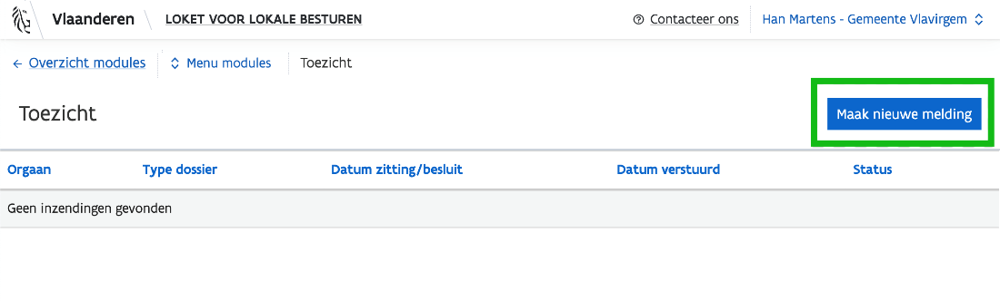 Vlaanderen LOKET VOOR LOKALE BESTUREN Contacteer ons Han Martens - Gemeente Vlavirgem
← Overzicht modules Menu modules Toezicht
Toezicht Maak nieuwe melding
Orgaan Type dossier Datum zitting/besluit Datum verstuurd Status
Geen inzendingen gevonden